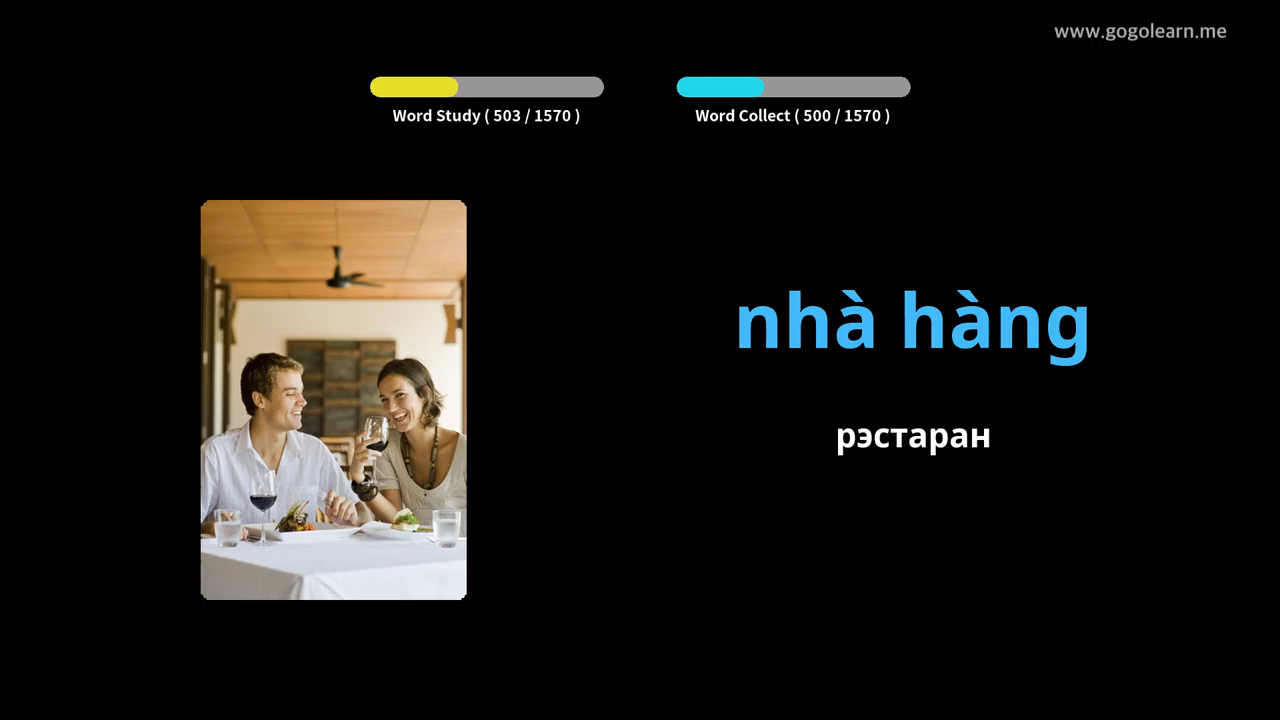 www.gogolearn.me
Word Study ( 503 / 1570 )
Word Collect ( 500 / 1570 )
nhà hàng
рэстаран